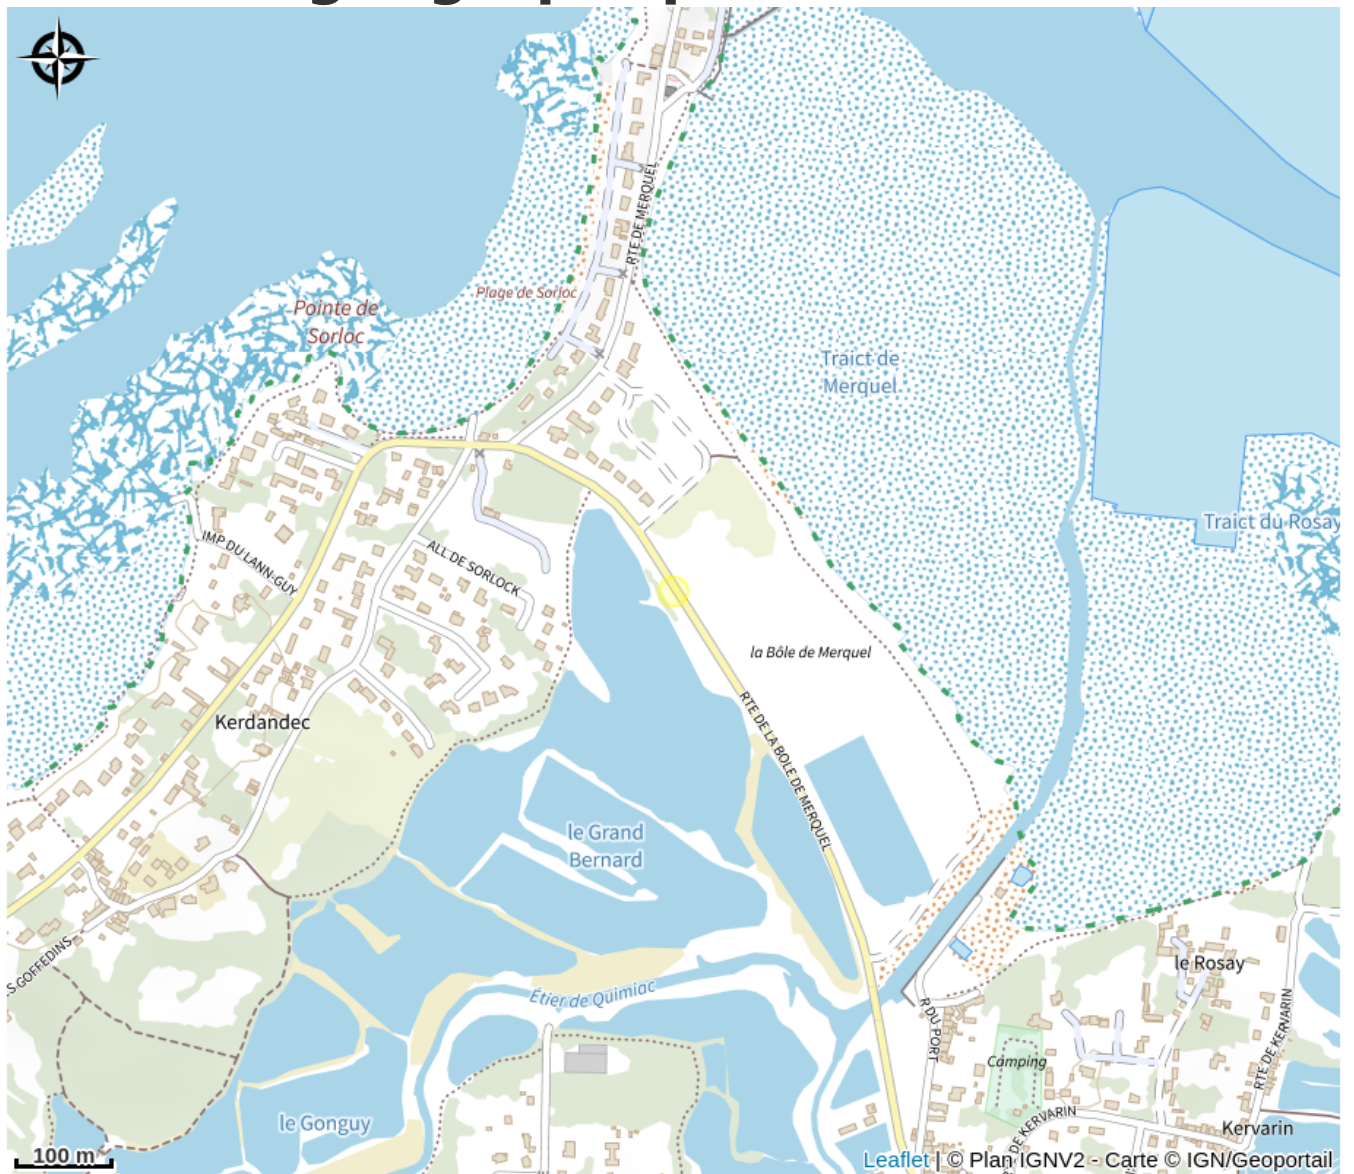 RTE DE MERQUEL
Plage de Sorloc
Pointe de
Sorloc
Traict de
Merquel
Traict du Rosay
IMP DU LANN-GUY
ALL DE SORLOCK
la Bôle de Merquel
Kerdandec
RTE DE LA BOLE DE MERQUEL
le Grand
Bernard
S-GOFFEDINS
Étier de Quimiac
le Rosay
R DU PORT
RTE DE KERVARIN
Camping
DE KERVARIN
le Gonguy
Kervarin
100 m
Leaflet | © Plan IGNV2 - Carte © IGN/Geoportail